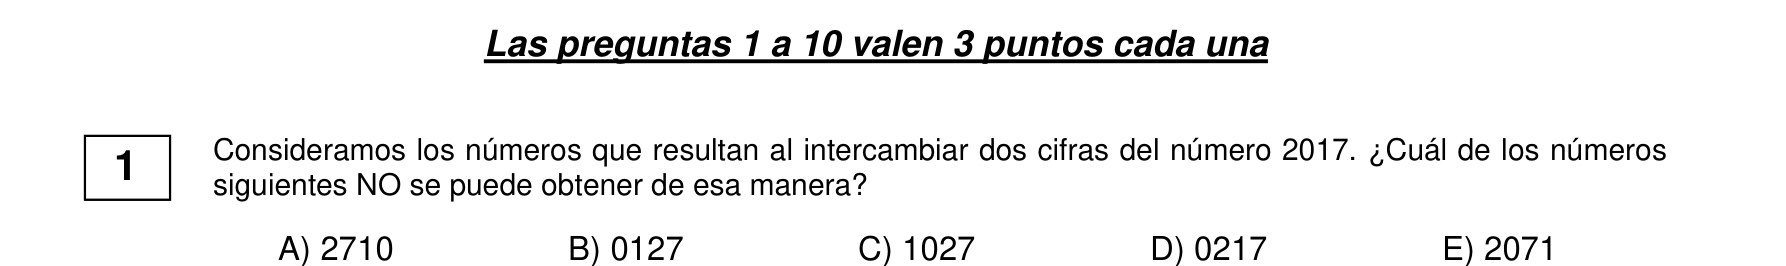 Las preguntas 1 a 10 valen 3 puntos cada una
1 Consideramos los números que resultan al intercambiar dos cifras del número 2017. ¿Cuál de los números
siguientes NO se puede obtener de esa manera?
A) 2710 B) 0127 C) 1027 D) 0217 E) 2071